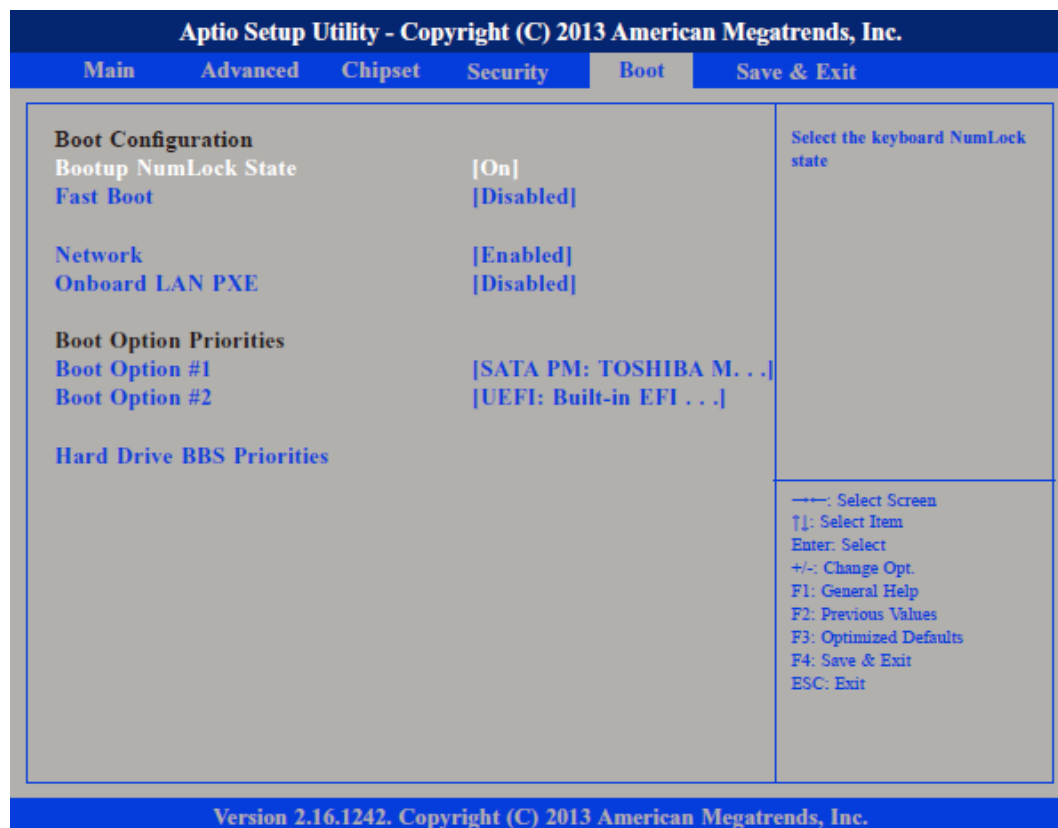 Aptio Setup Utility - Copyright (C) 2013 American Megatrends, Inc.
Main Advanced Chipset Security Boot Save & Exit
Boot Configuration
Bootup NumLock State [On]
Fast Boot [Disabled]
Network [Enabled]
Onboard LAN PXE [Disabled]
Boot Option Priorities
Boot Option #1 [SATA PM: TOSHIBA M. . .]
Boot Option #2 [UEFI: Built-in EFI . . .]
Hard Drive BBS Priorities
Select the keyboard NumLock
state
→←: Select Screen
↑↓: Select Item
Enter: Select
+/-: Change Opt.
F1: General Help
F2: Previous Values
F3: Optimized Defaults
F4: Save & Exit
ESC: Exit
Version 2.16.1242. Copyright (C) 2013 American Megatrends, Inc.